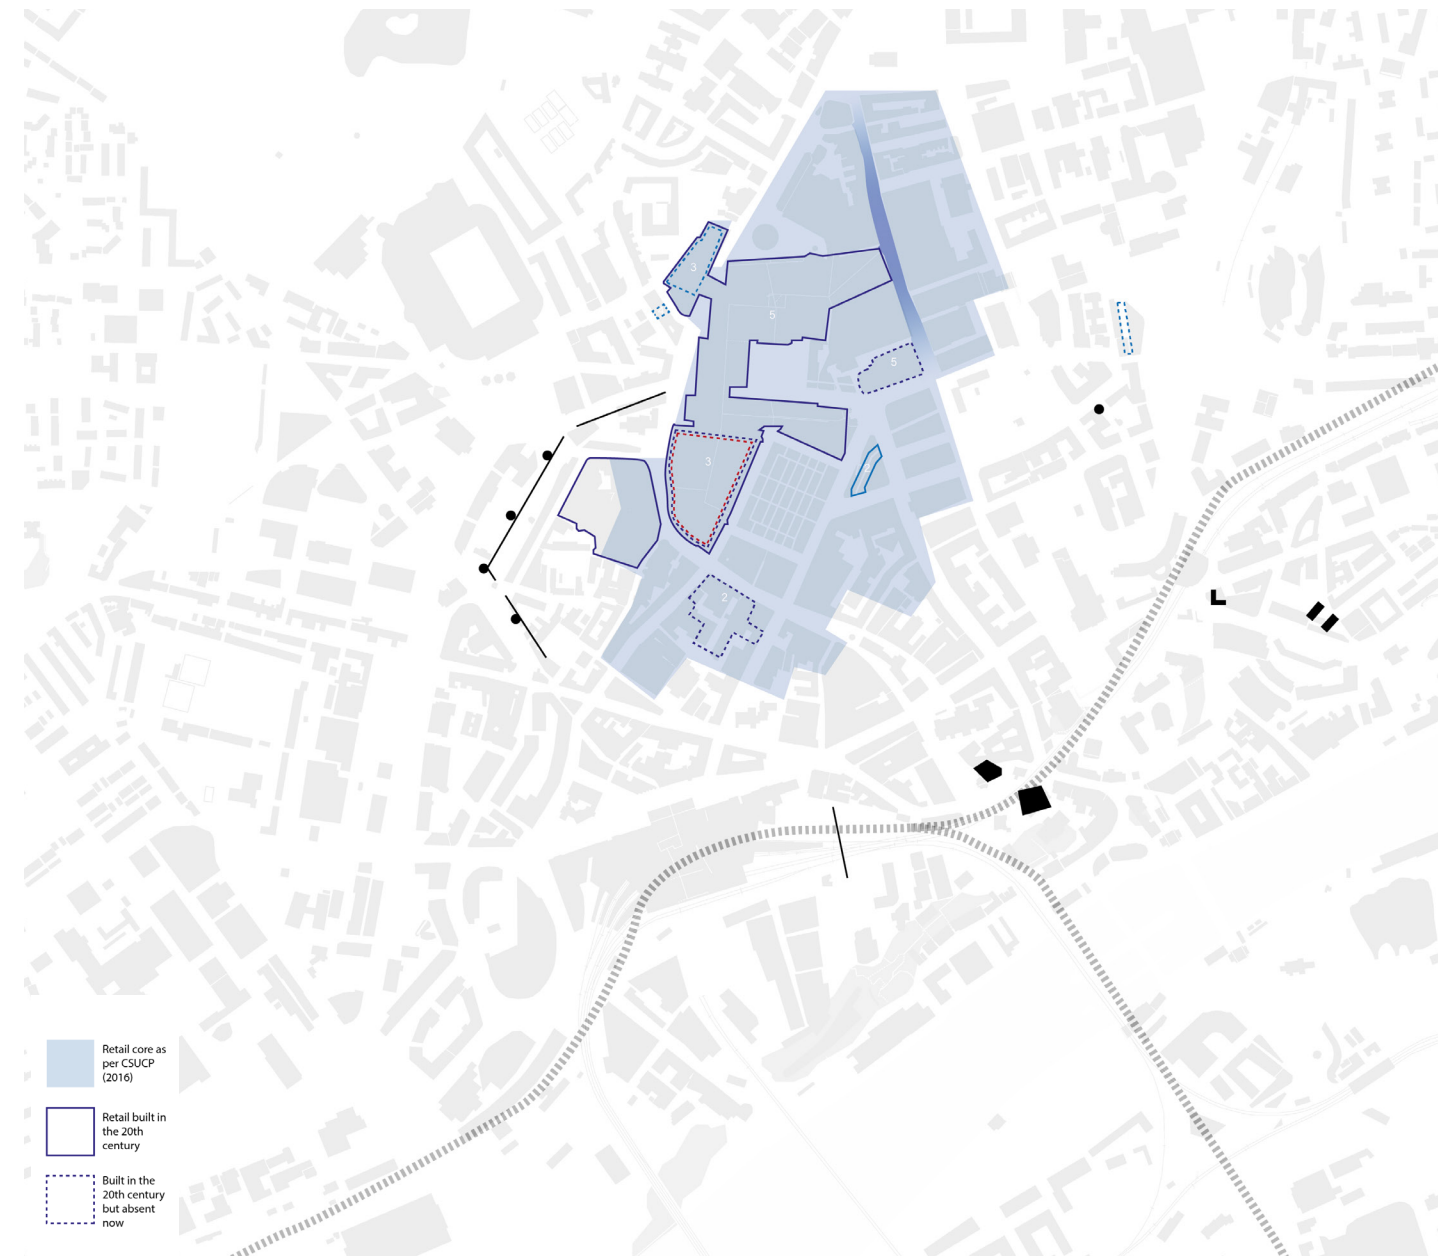 3
5
5
3
2
2
Retail core as
per CSUCP
(2016)
Retail built in
the 20th
century
Built in the
20th century
but absent
now